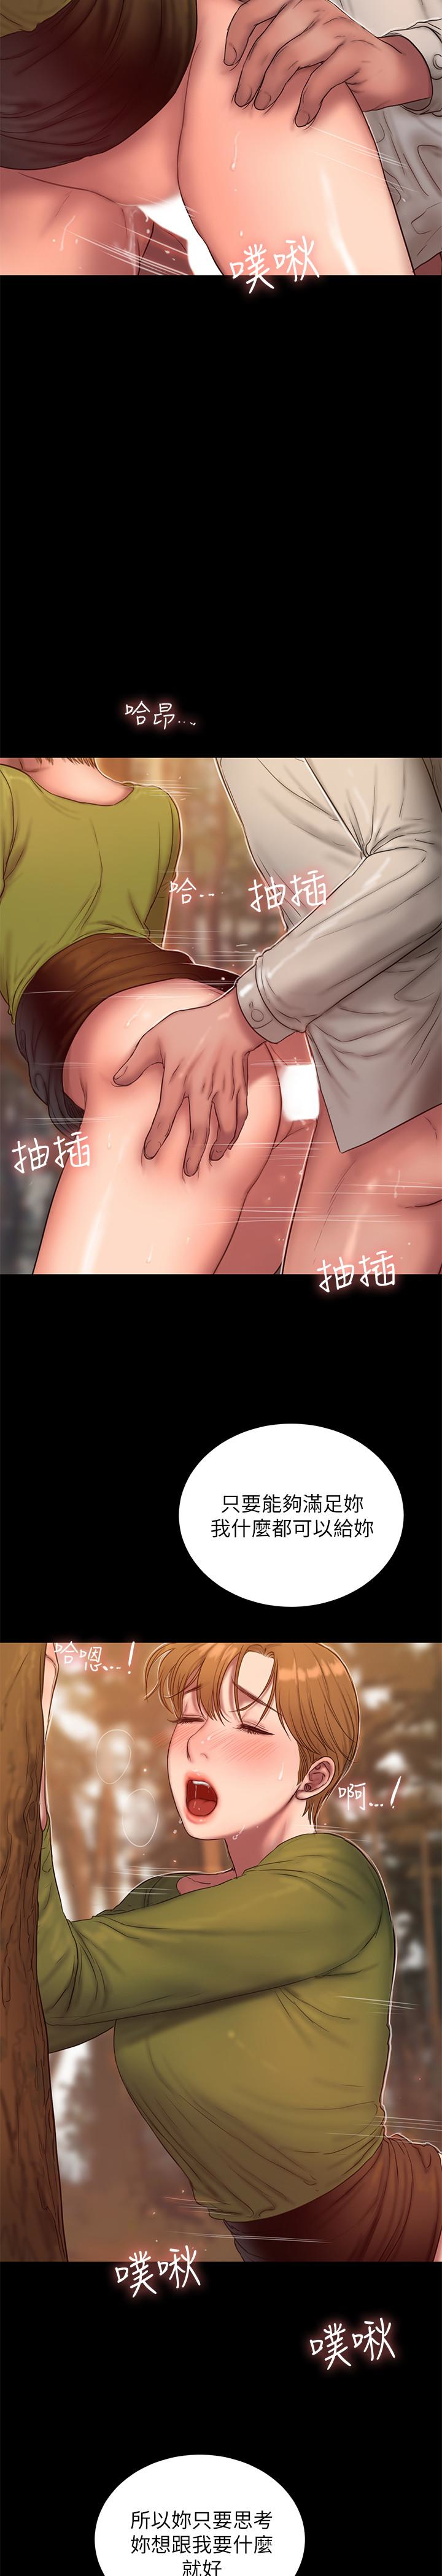 噗啾
哈昂...
哈...
抽插
抽插
抽插
只要能夠滿足妳
我什麼都可以給妳
哈嗯...!
啊...!
噗啾
噗啾
所以妳只要思考
妳想跟我要什麼
就好